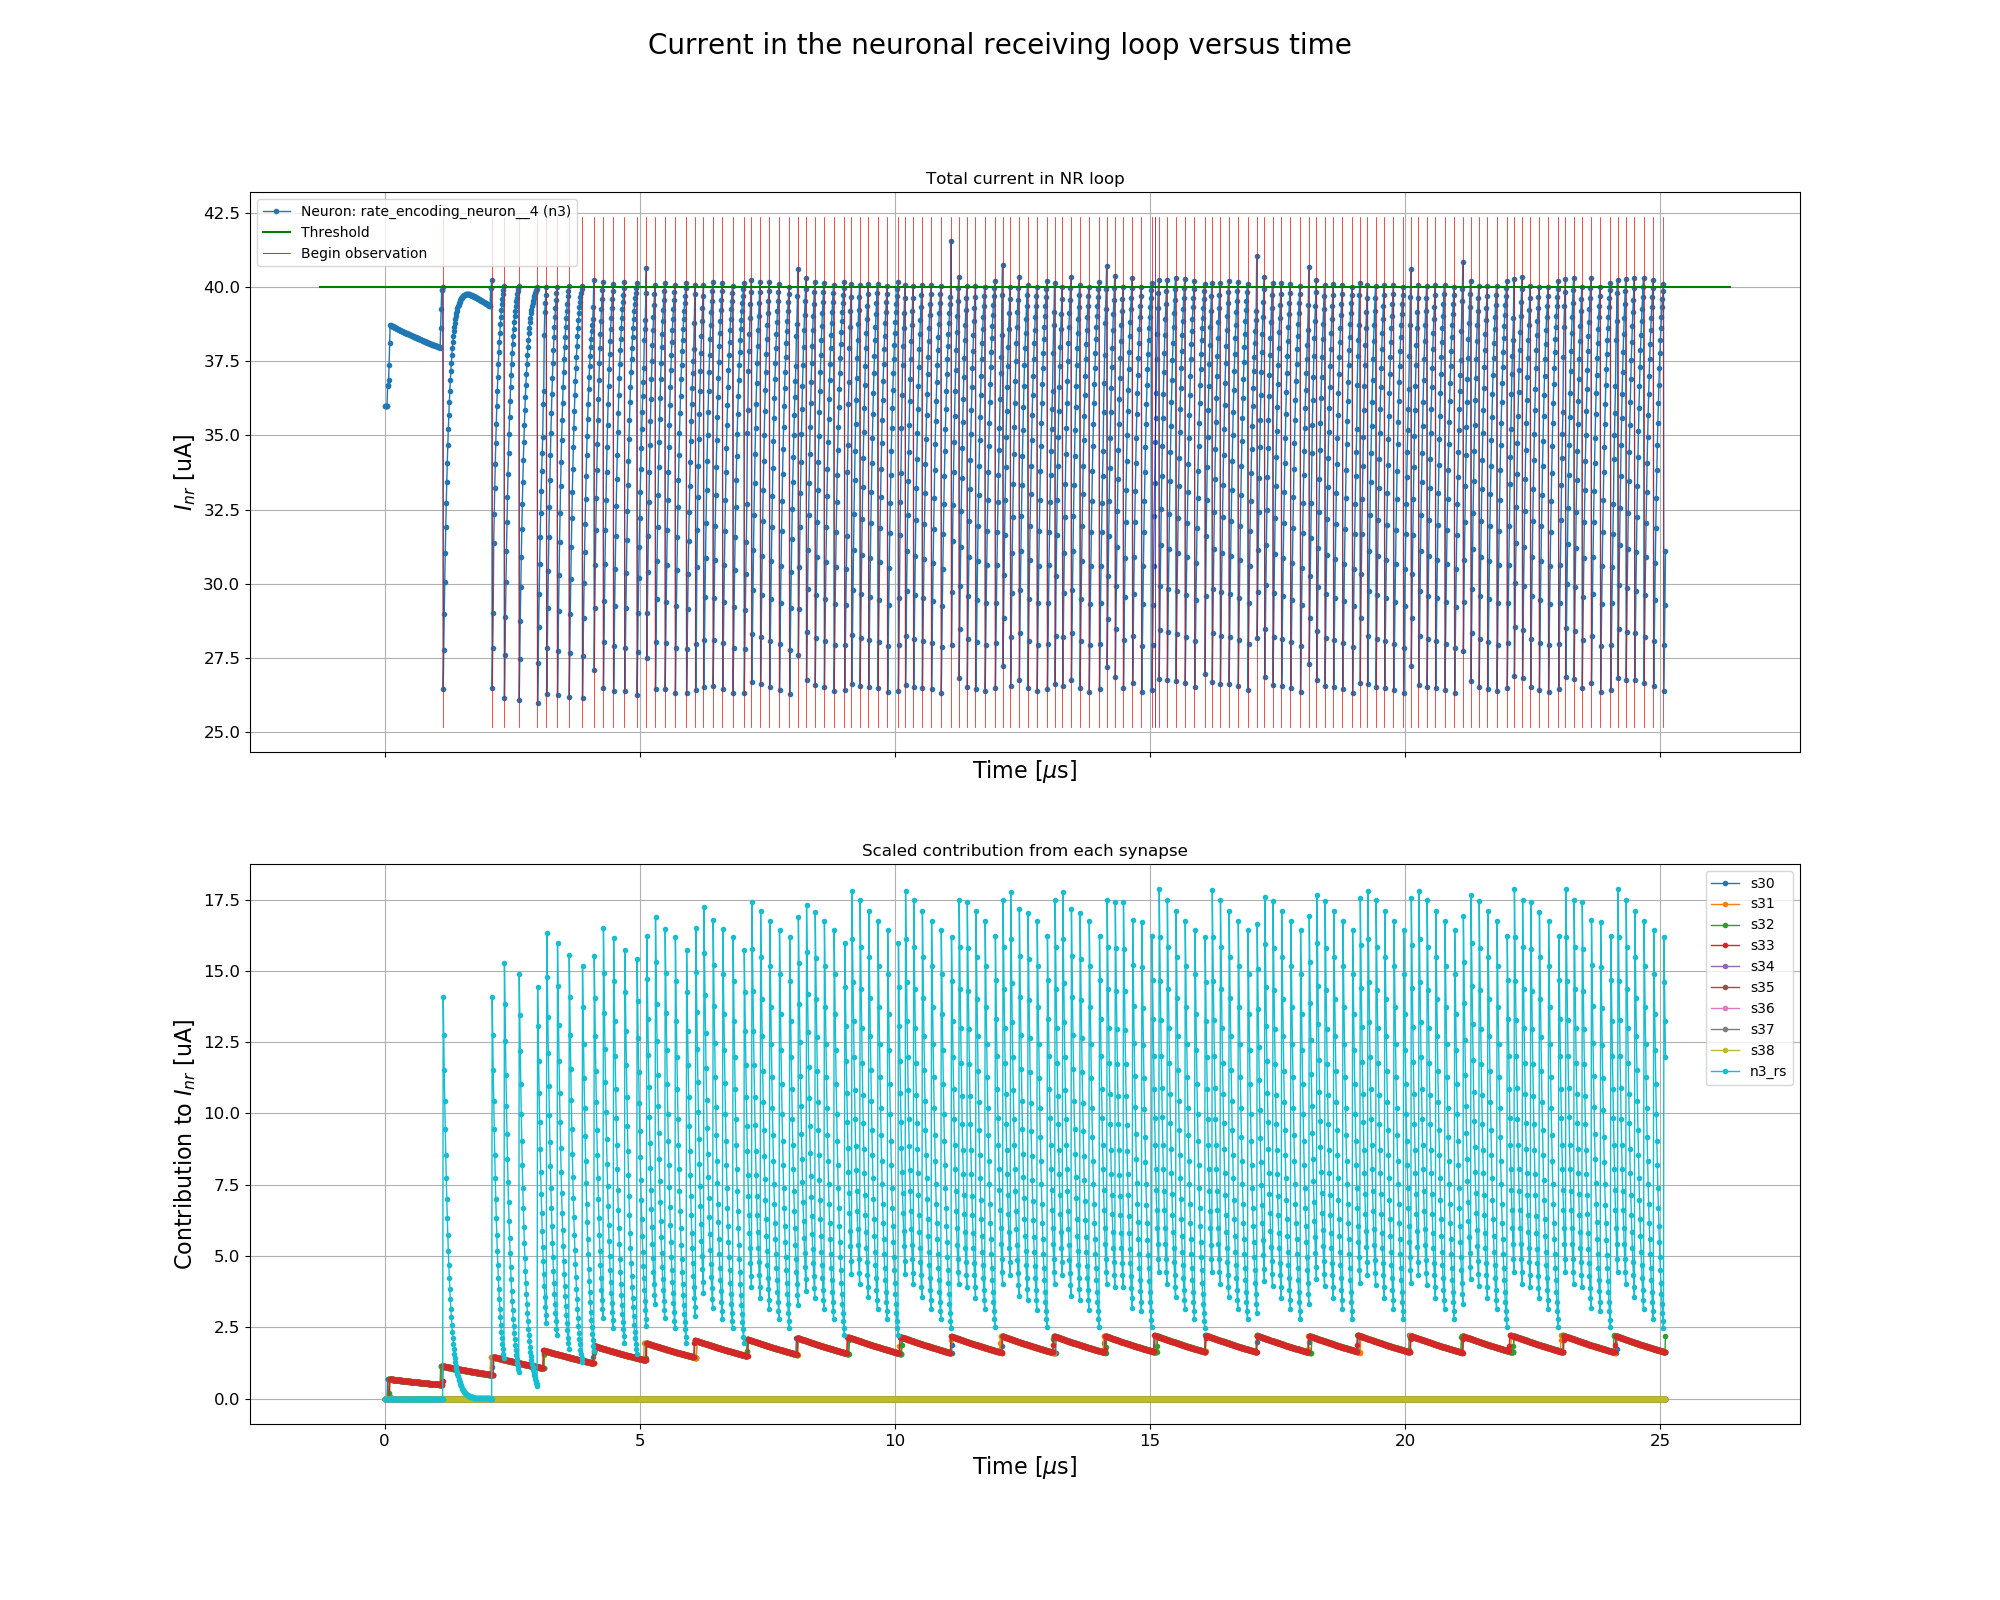 Current in the neuronal receiving loop versus time
Total current in NR loop
Neuron: rate_encoding_neuron__4 (n3)
Threshold
Begin observation
42.5
40.0
37.5
35.0
32.5
30.0
27.5
25.0
I_nr [uA]
Time [μs]
Scaled contribution from each synapse
s30
s31
s32
s33
s34
s35
s36
s37
s38
n3_rs
17.5
15.0
12.5
10.0
7.5
5.0
2.5
0.0
Contribution to I_nr [uA]
0 5 10 15 20 25
Time [μs]